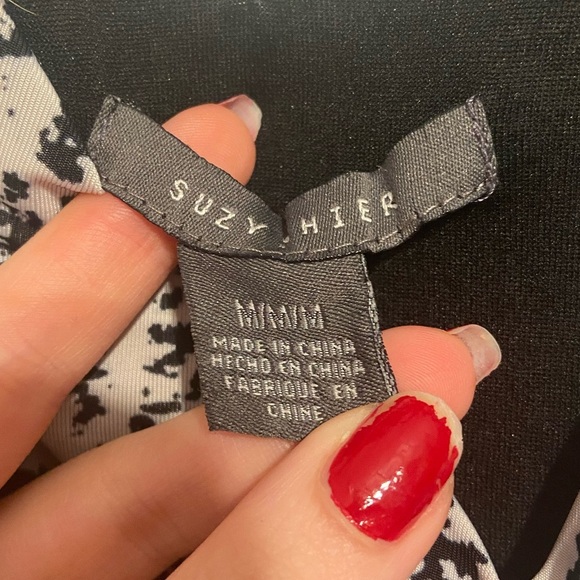 SUZY SHIER
M/M/M
MADE IN CHINA
HECHO EN CHINA
FABRIQUE EN
CHINE